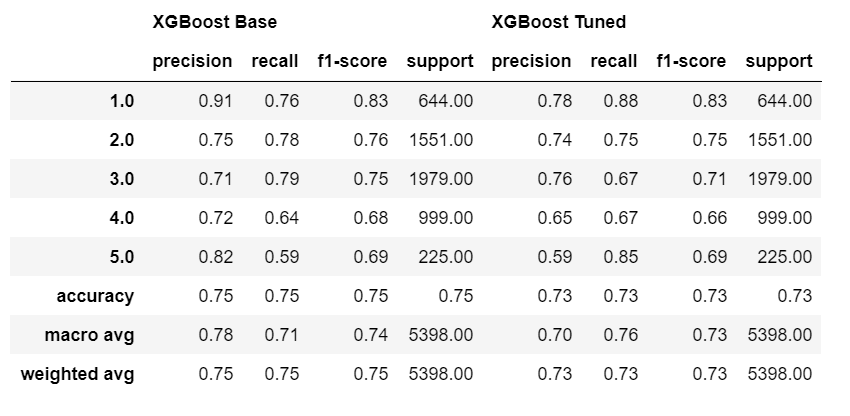 XGBoost Base XGBoost Tuned
precision recall f1-score support precision recall f1-score support
1.0 0.91 0.76 0.83 644.00 0.78 0.88 0.83 644.00
2.0 0.75 0.78 0.76 1551.00 0.74 0.75 0.75 1551.00
3.0 0.71 0.79 0.75 1979.00 0.76 0.67 0.71 1979.00
4.0 0.72 0.64 0.68 999.00 0.65 0.67 0.66 999.00
5.0 0.82 0.59 0.69 225.00 0.59 0.85 0.69 225.00
accuracy 0.75 0.75 0.75 0.75 0.73 0.73 0.73 0.73
macro avg 0.78 0.71 0.74 5398.00 0.70 0.76 0.73 5398.00
weighted avg 0.75 0.75 0.75 5398.00 0.73 0.73 0.73 5398.00